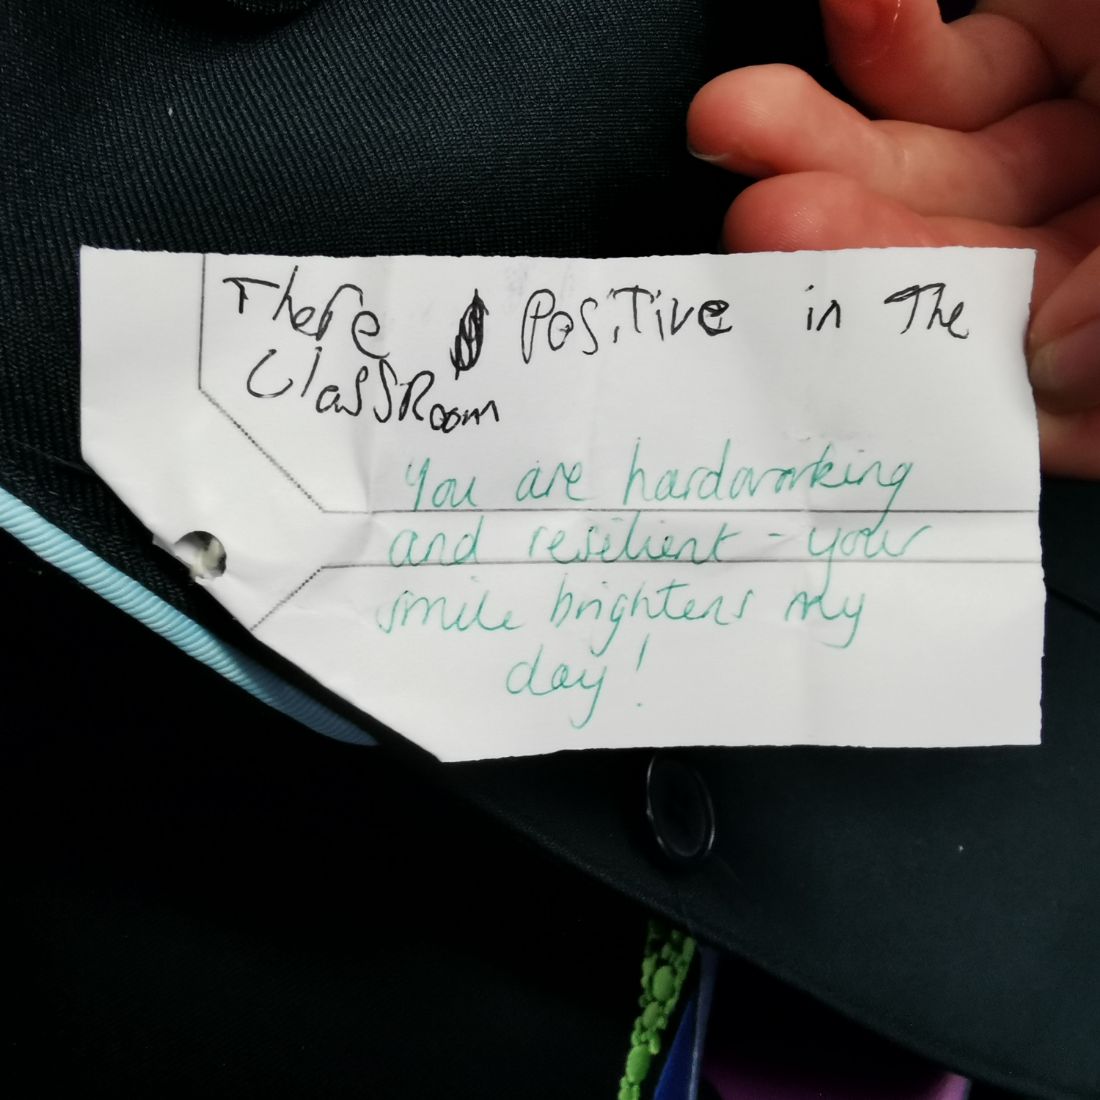 There Positive in The
ClassRoom
You are hardworking
and resilient - your
smile brightens my
day!